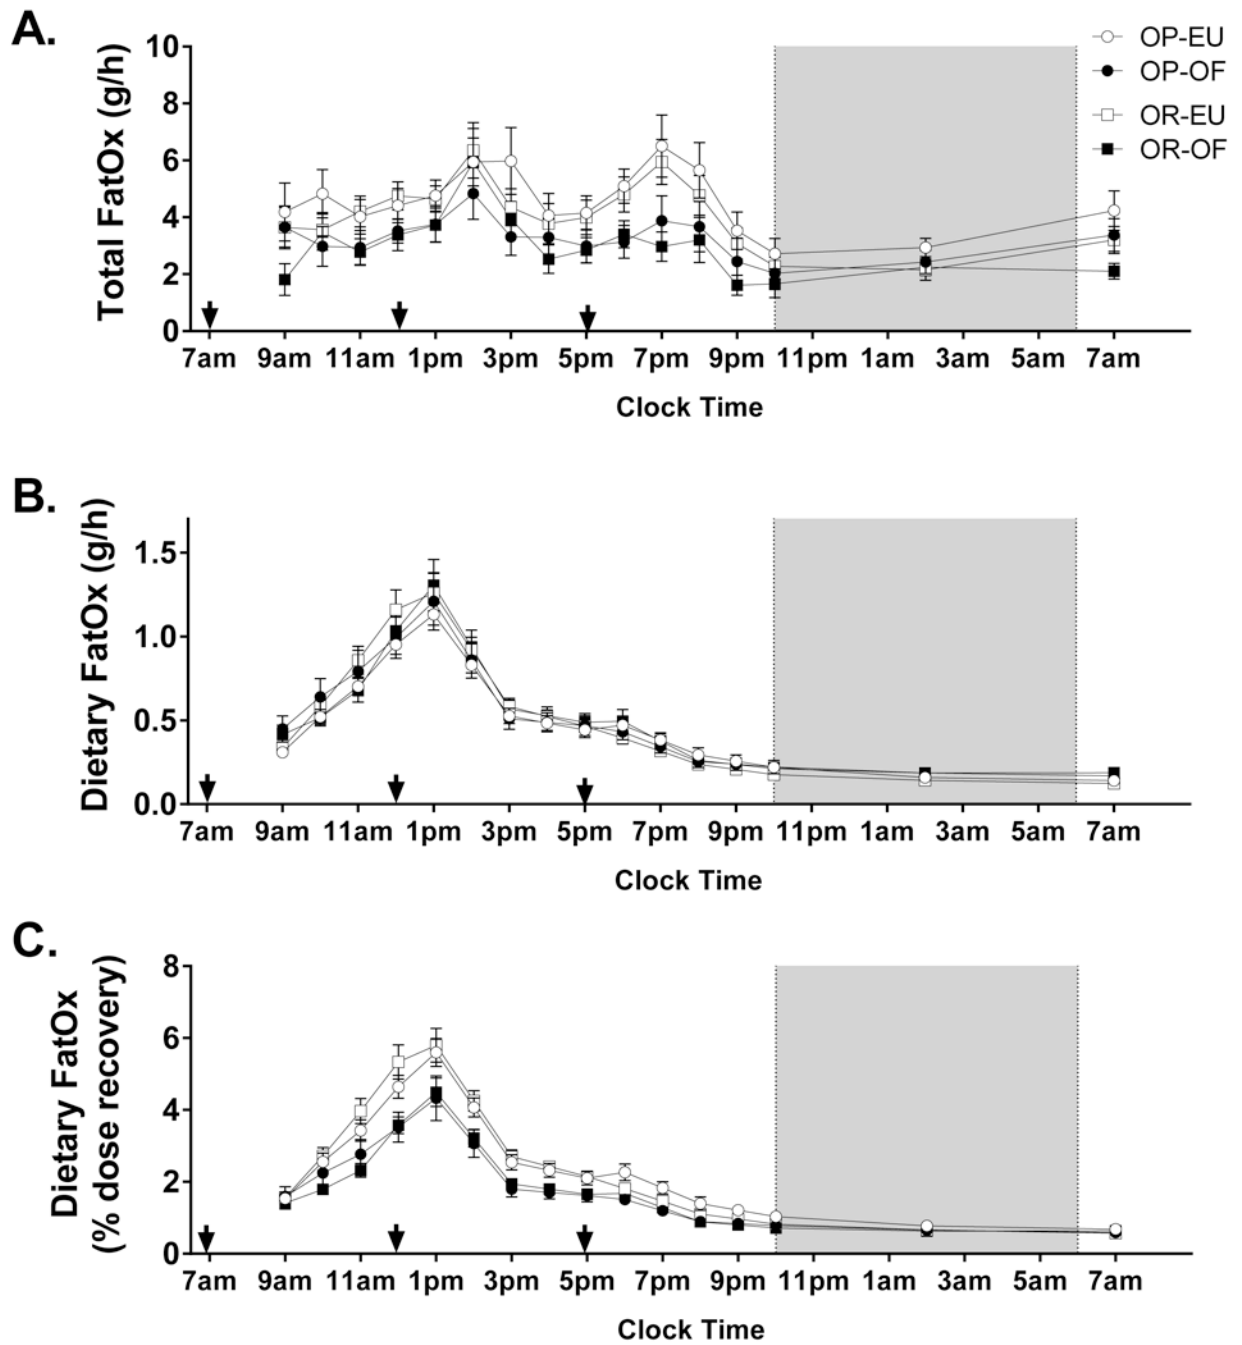 A.
OP-EU
OP-OF
OR-EU
OR-OF
Total FatOx (g/h)
10
8
6
4
2
0
7am 9am 11am 1pm 3pm 5pm 7pm 9pm 11pm 1am 3am 5am 7am
Clock Time
B.
Dietary FatOx (g/h)
1.5
1.0
0.5
0.0
7am 9am 11am 1pm 3pm 5pm 7pm 9pm 11pm 1am 3am 5am 7am
Clock Time
C.
Dietary FatOx
(% dose recovery)
8
6
4
2
0
7am 9am 11am 1pm 3pm 5pm 7pm 9pm 11pm 1am 3am 5am 7am
Clock Time